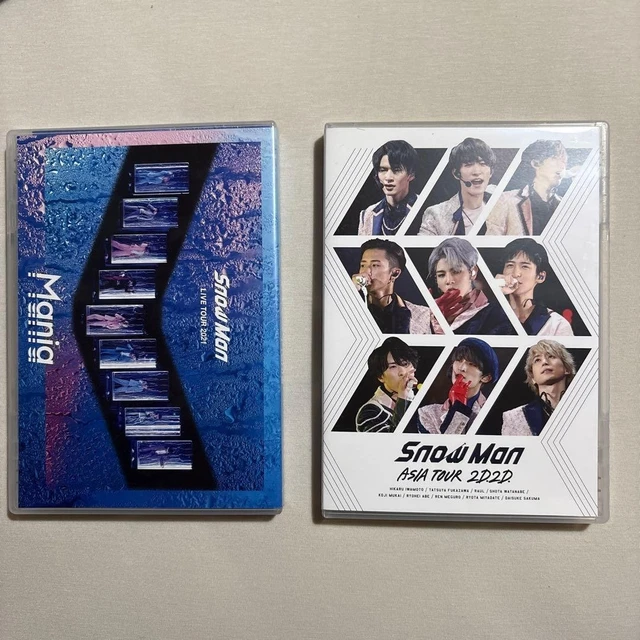 Snow Man
LIVE TOUR 2021
Mania
Snow Man
ASIA TOUR 2D.2D.
HIKARU IWAMOTO / TATSUYA FUKAZAWA / RAUL / SHOTA WATANABE /
KOJI MUKAI / RYOHEI ABE / REN MEGURO / RYOTA MIYADATE / DAISUKE SAKUMA